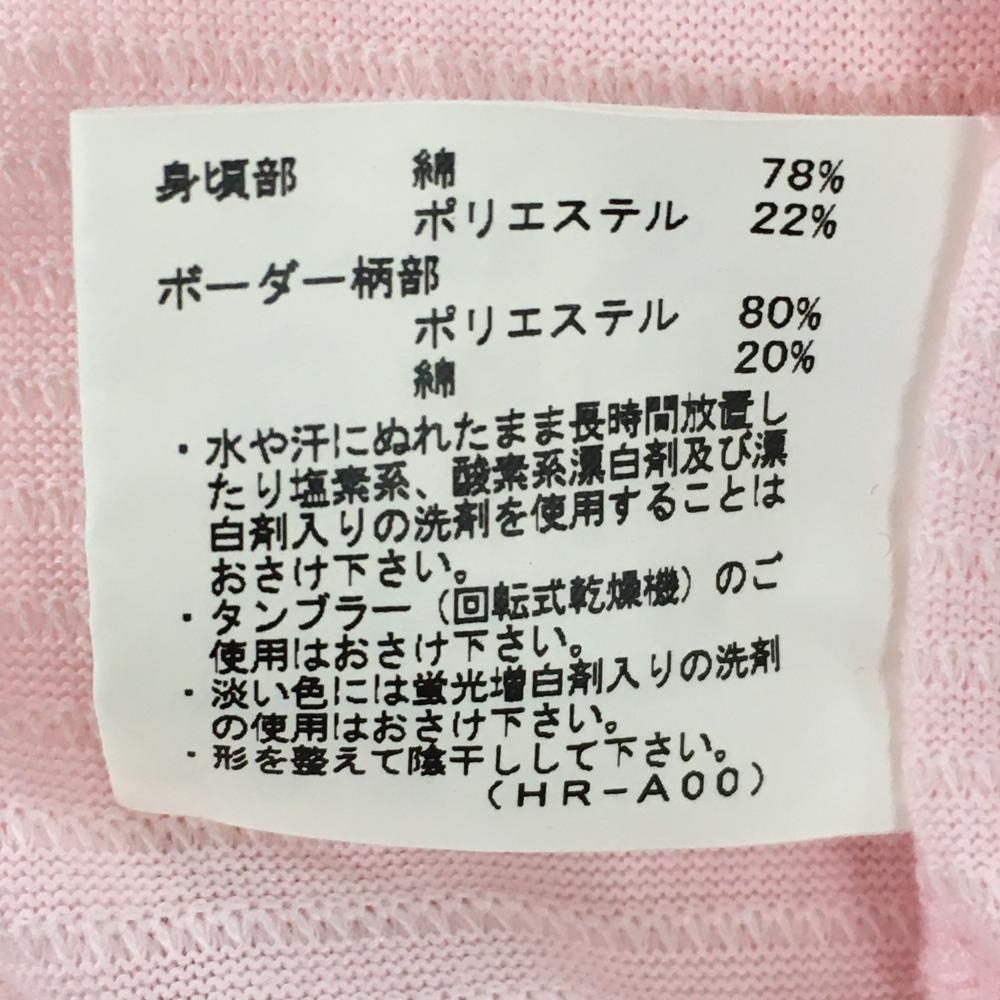 身頃部 綿 78%
ポリエステル 22%
ボーダー柄部
ポリエステル 80%
綿 20%
・水や汗にぬれたまま長時間放置し
たり塩素系、酸素系漂白剤及び漂
白剤入りの洗剤を使用することは
おさけ下さい。
・タンブラー（回転式乾燥機）のご
使用はおさけ下さい。
・淡い色には蛍光増白剤入りの洗剤
の使用はおさけ下さい。
・形を整えて陰干しして下さい。
（HR−A00）